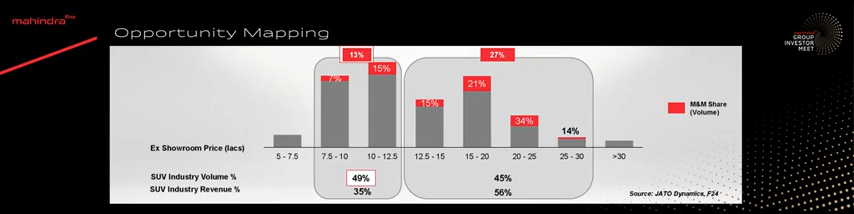 mahindra Rise
Opportunity Mapping
mahindra
GROUP
INVESTOR
MEET
13% 27%
7% 15% 15% 21% 34% 14%
M&M Share
(Volume)
Ex Showroom Price (lacs) 5 - 7.5 7.5 - 10 10 - 12.5 12.5 - 15 15 - 20 20 - 25 25 - 30 >30
SUV Industry Volume % 49% 45%
SUV Industry Revenue % 35% 56%
Source: JATO Dynamics, F24